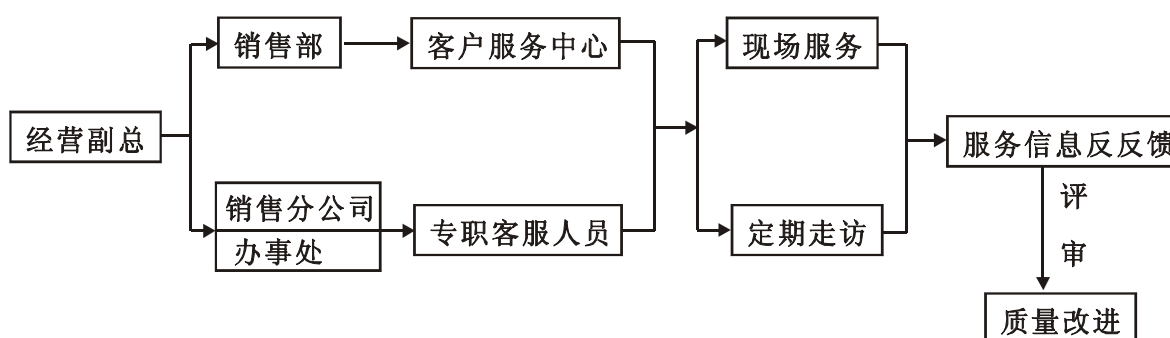 经营副总
销售部
客户服务中心
销售分公司
办事处
专职客服人员
现场服务
定期走访
服务信息反反馈
评
审
质量改进